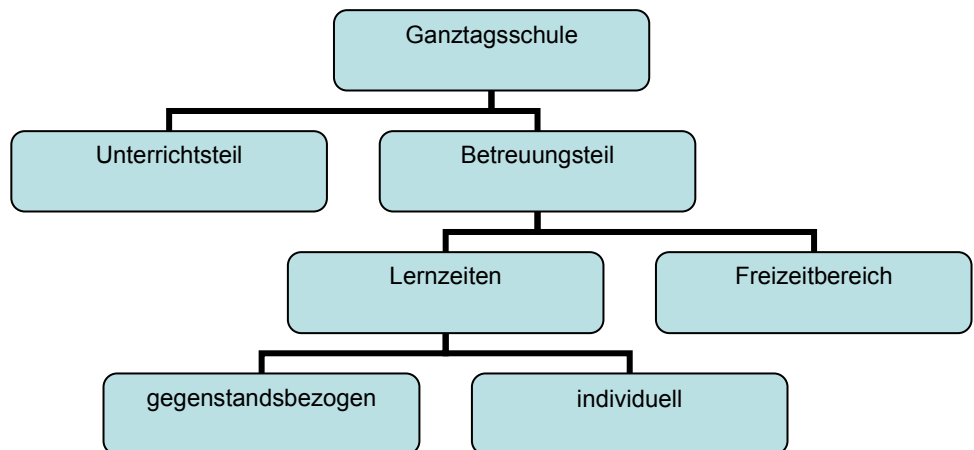 Ganztagsschule
Unterrichtsteil
Betreuungsteil
Lernzeiten
Freizeitbereich
gegenstandsbezogen
individuell